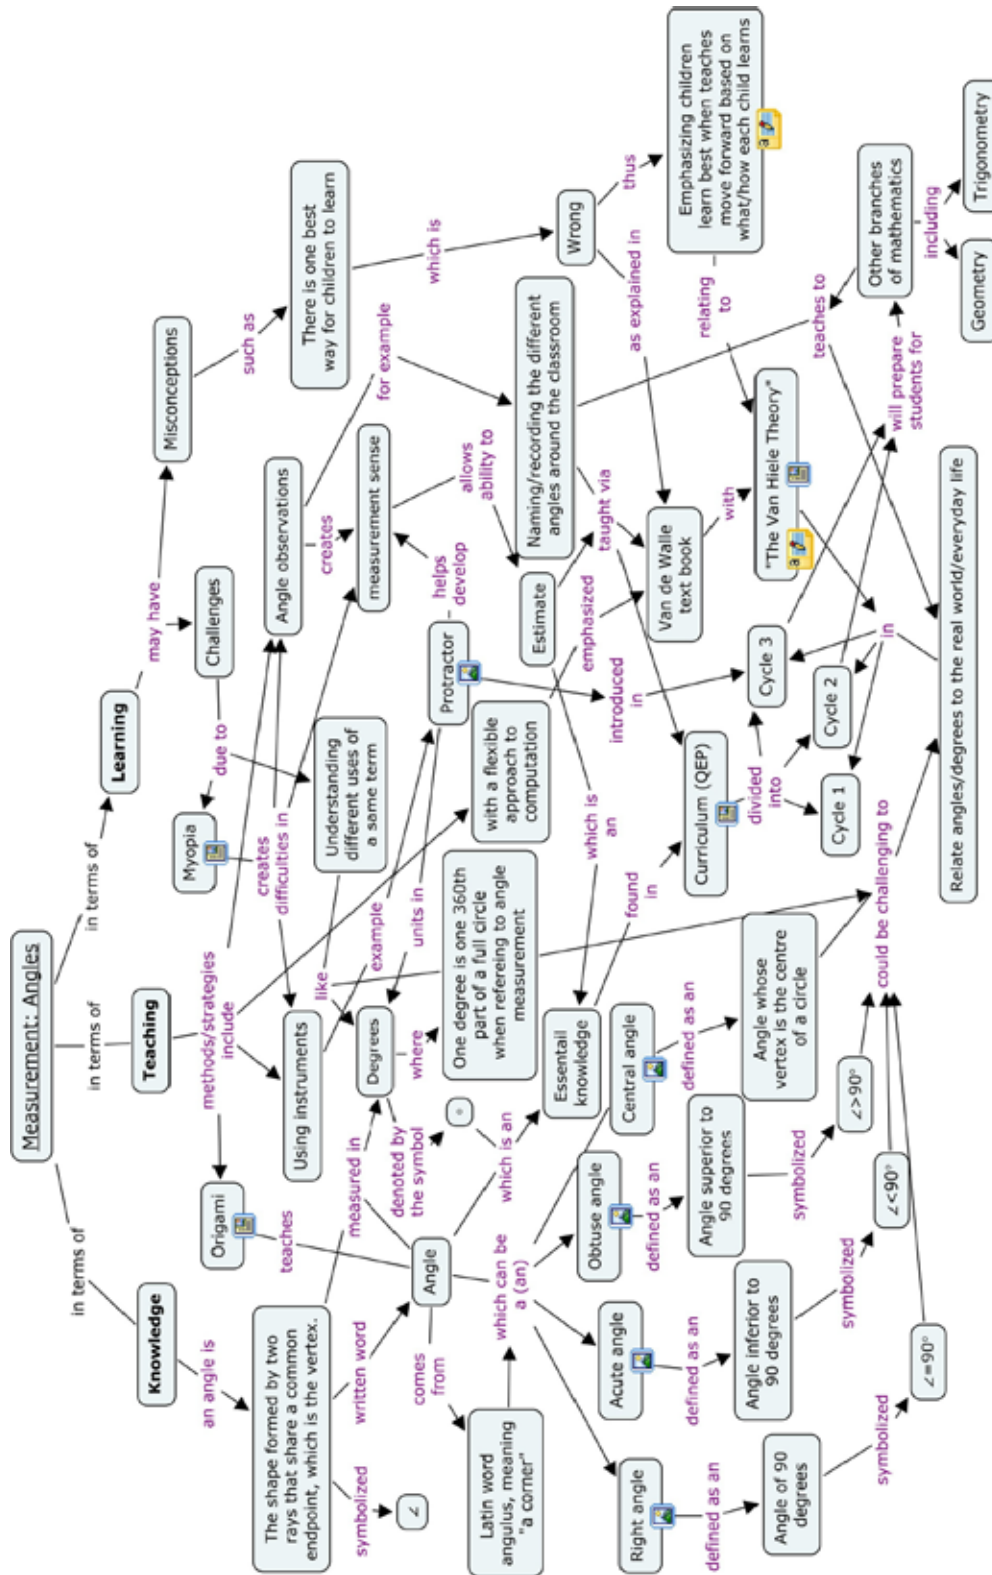 Measurement: Angles
in terms of
in terms of
in terms of
Knowledge
Teaching
Learning
an angle is
The shape formed by two
rays that share a common
endpoint, which is the vertex.
symbolized
∠
written word
measured in
Angle
comes
from
Latin word
angulus, meaning
"a corner"
which can be
a (an)
Right angle
defined as an
Angle of 90
degrees
symbolized
∠=90°
Acute angle
defined as an
Angle inferior to
90 degrees
symbolized
∠<90°
Obtuse angle
defined as an
Angle superior to
90 degrees
symbolized
∠>90°
Central angle
defined as an
Angle whose
vertex is the centre
of a circle
could be challenging to
methods/strategies
include
Origami
teaches
Using instruments
example
like
Degrees
denoted by
the symbol
°
which is an
where
One degree is one 360th
part of a full circle
when refereing to angle
measurement
Essentail
knowledge
found
in
with a flexible
approach to
computation
units in
Protractor
helps
develop
introduced
in
may have
Challenges
due to
Myopia
creates
difficulties in
Understanding
different uses of
a same term
Misconceptions
such as
There is one best
way for children to learn
which is
Wrong
thus
Emphasizing children
learn best when teaches
move forward based on
what/how each child learns
as explained in
relating
to
Angle observations
creates
for example
measurement sense
allows
ability to
Estimate
which is
an
Naming/recording the different
angles around the classroom
taught via
emphasized
Van de Walle
text book
with
"The Van Hiele Theory"
in
teaches to
Curriculum (QEP)
divided
into
Cycle 1
Cycle 2
Cycle 3
will prepare
students for
Other branches
of mathematics
including
Geometry
Trigonometry
Relate angles/degrees to the real world/everyday life
a
a